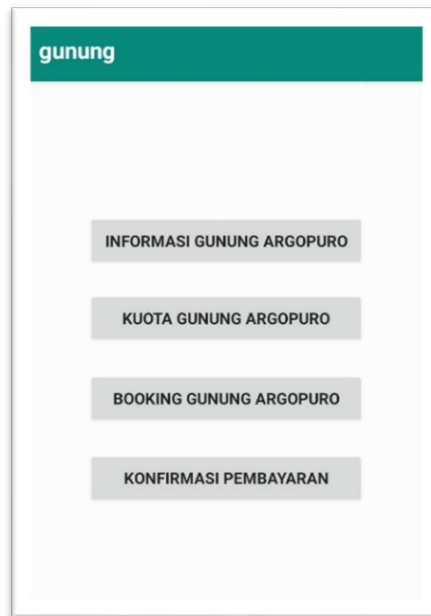 gunung
INFORMASI GUNUNG ARGOPURO
KUOTA GUNUNG ARGOPURO
BOOKING GUNUNG ARGOPURO
KONFIRMASI PEMBAYARAN